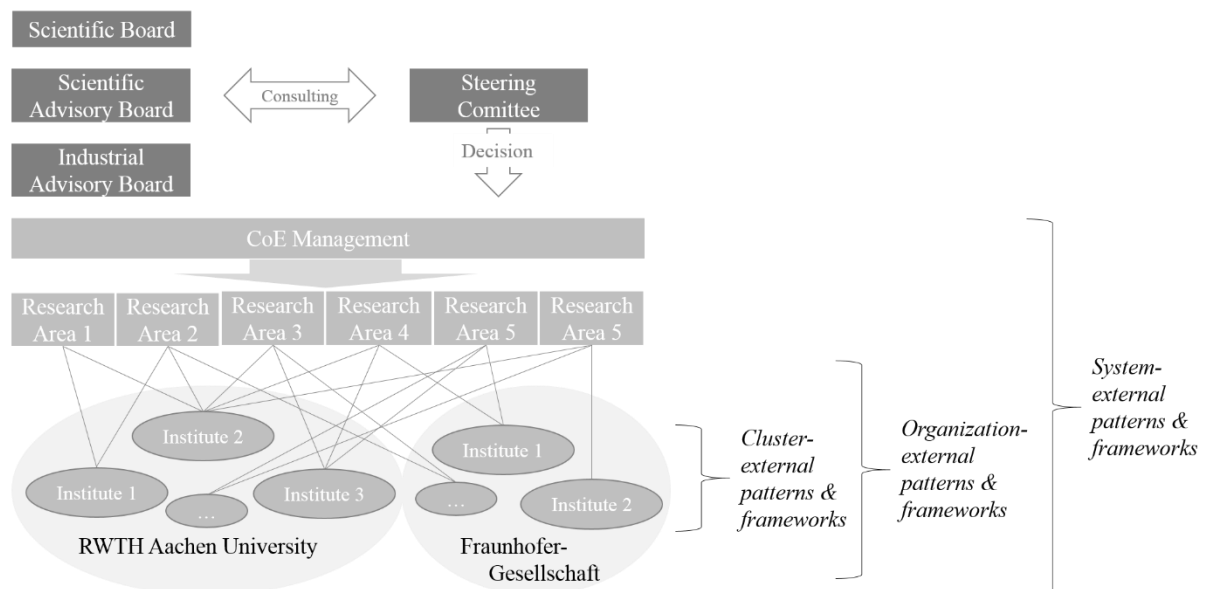 Scientific Board
Scientific
Advisory Board
Consulting
Steering
Comittee
Industrial
Advisory Board
Decision
CoE Management
Research
Area 1
Research
Area 2
Research
Area 3
Research
Area 4
Research
Area 5
Research
Area 5
Institute 2
Institute 1
…
Institute 3
RWTH Aachen University
Institute 1
…
Institute 2
Fraunhofer-
Gesellschaft
Cluster-
external
patterns &
frameworks
Organization-
external
patterns &
frameworks
System-
external
patterns &
frameworks